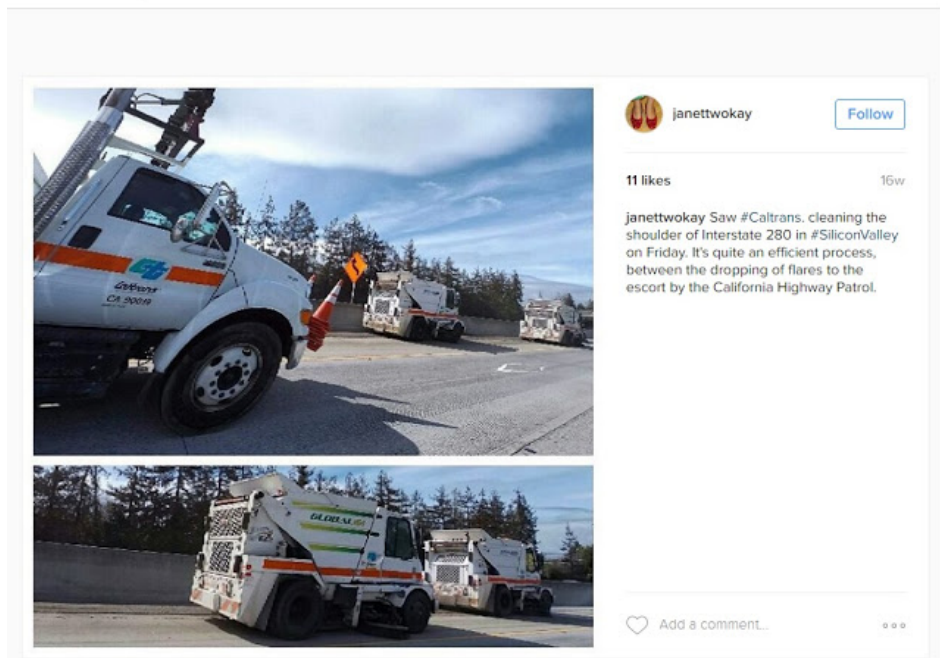 janettwokay
Follow
11 likes
16w
janettwokay Saw #Caltrans. cleaning the
shoulder of Interstate 280 in #SiliconValley
on Friday. It's quite an efficient process,
between the dropping of flares to the
escort by the California Highway Patrol.
Caltrans
GLOBAL
Add a comment...